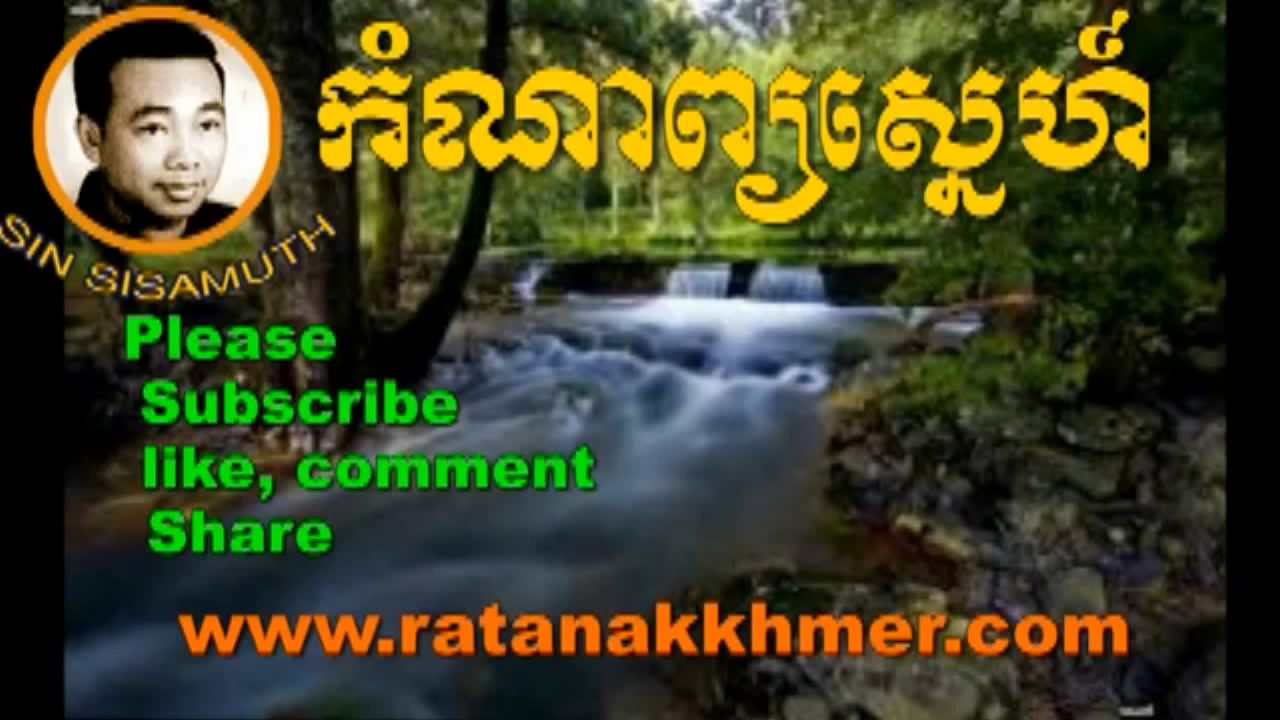 កំណាព្យស្នេហ៍
SIN SISAMUTH
Please
Subscribe
like, comment
Share
www.ratanakkhmer.com